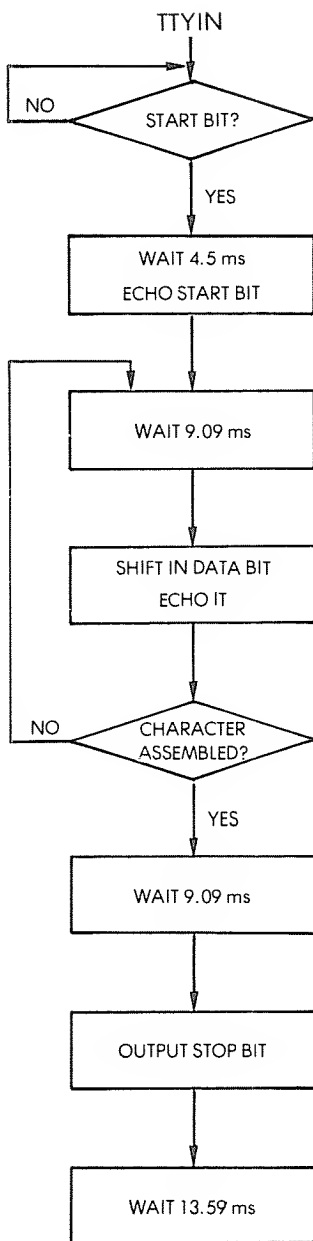 TTYIN
NO
START BIT?
YES
WAIT 4.5 ms
ECHO START BIT
WAIT 9.09 ms
SHIFT IN DATA BIT
ECHO IT
NO
CHARACTER
ASSEMBLED?
YES
WAIT 9.09 ms
OUTPUT STOP BIT
WAIT 13.59 ms